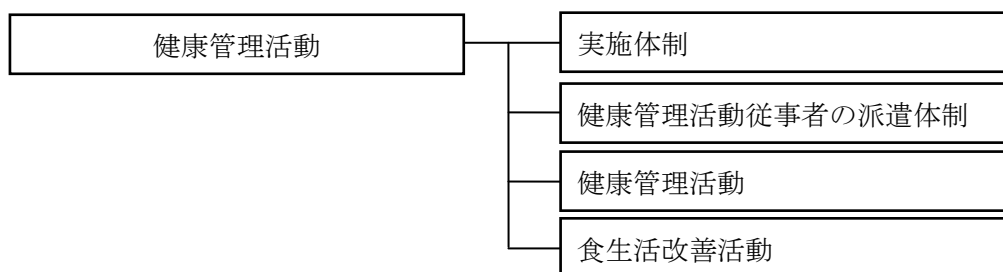 健康管理活動
実施体制
健康管理活動従事者の派遣体制
健康管理活動
食生活改善活動